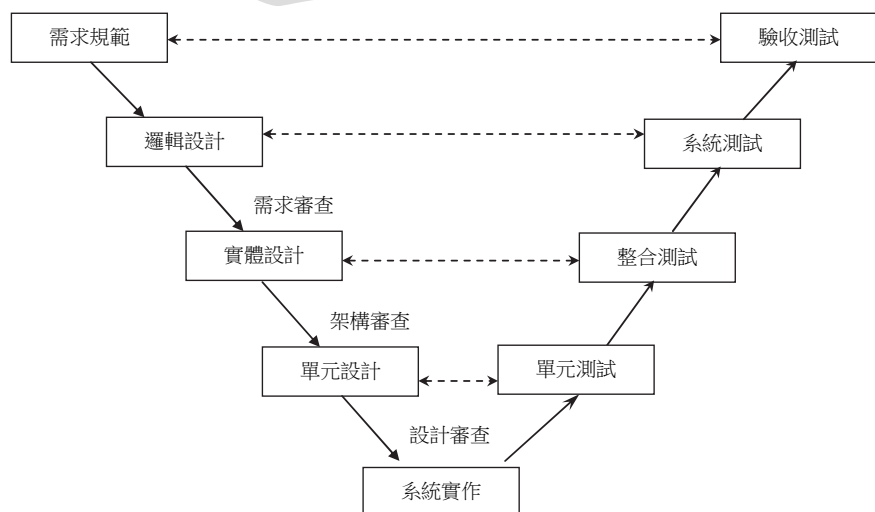 需求規範
驗收測試
邏輯設計
系統測試
需求審查
實體設計
整合測試
架構審查
單元設計
單元測試
設計審查
系統實作